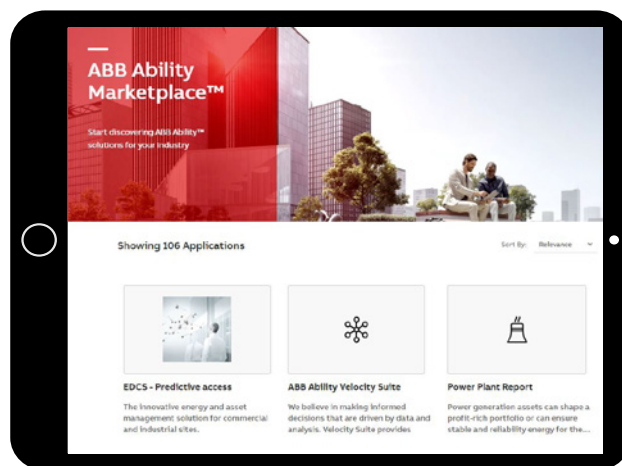 ABB Ability
Marketplace™
Start discovering ABB Ability™
solutions for your industry
Showing 106 Applications
Sort By: Relevance
EDCS - Predictive access
The innovative energy and asset
management solution for commercial
and industrial sites.
ABB Ability Velocity Suite
We believe in making informed
decisions that are driven by data and
analysis. Velocity Suite provides
Power Plant Report
Power generation assets can shape a
profit-rich portfolio or can ensure
stable and reliability energy for the...